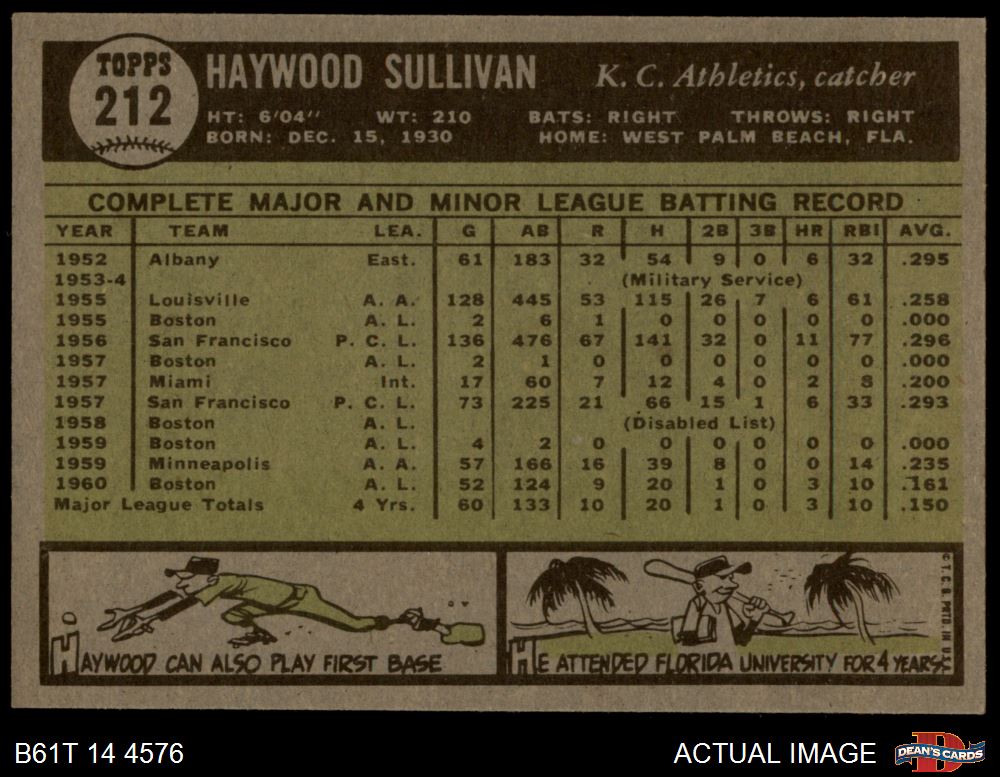 TOPPS
212
HAYWOOD SULLIVAN K. C. Athletics, catcher
HT: 6'04" WT: 210 BATS: RIGHT THROWS: RIGHT
BORN: DEC. 15, 1930 HOME: WEST PALM BEACH, FLA.
COMPLETE MAJOR AND MINOR LEAGUE BATTING RECORD
YEAR TEAM LEA. G AB R H 2B 3B HR RBI AVG.
1952 Albany East. 61 183 32 54 9 0 6 32 .295
1953-4 (Military Service)
1955 Louisville A. A. 128 445 53 115 26 7 6 61 .258
1955 Boston A. L. 2 6 1 0 0 0 0 0 .000
1956 San Francisco P. C. L. 136 476 67 141 32 0 11 77 .296
1957 Boston A. L. 2 1 0 0 0 0 0 0 .000
1957 Miami Int. 17 60 7 12 4 0 2 8 .200
1957 San Francisco P. C. L. 73 225 21 66 15 1 6 33 .293
1958 Boston A. L. (Disabled List)
1959 Boston A. L. 4 2 0 0 0 0 0 0 .000
1959 Minneapolis A. A. 57 166 16 39 8 0 0 14 .235
1960 Boston A. L. 52 124 9 20 1 0 3 10 .161
Major League Totals 4 Yrs. 60 133 10 20 1 0 3 10 .150
HAYWOOD CAN ALSO PLAY FIRST BASE
HE ATTENDED FLORIDA UNIVERSITY FOR 4 YEARS.
© T. C. G. PRTD. IN U.S.A.
B61T 14 4576
ACTUAL IMAGE
DEAN'S CARDS